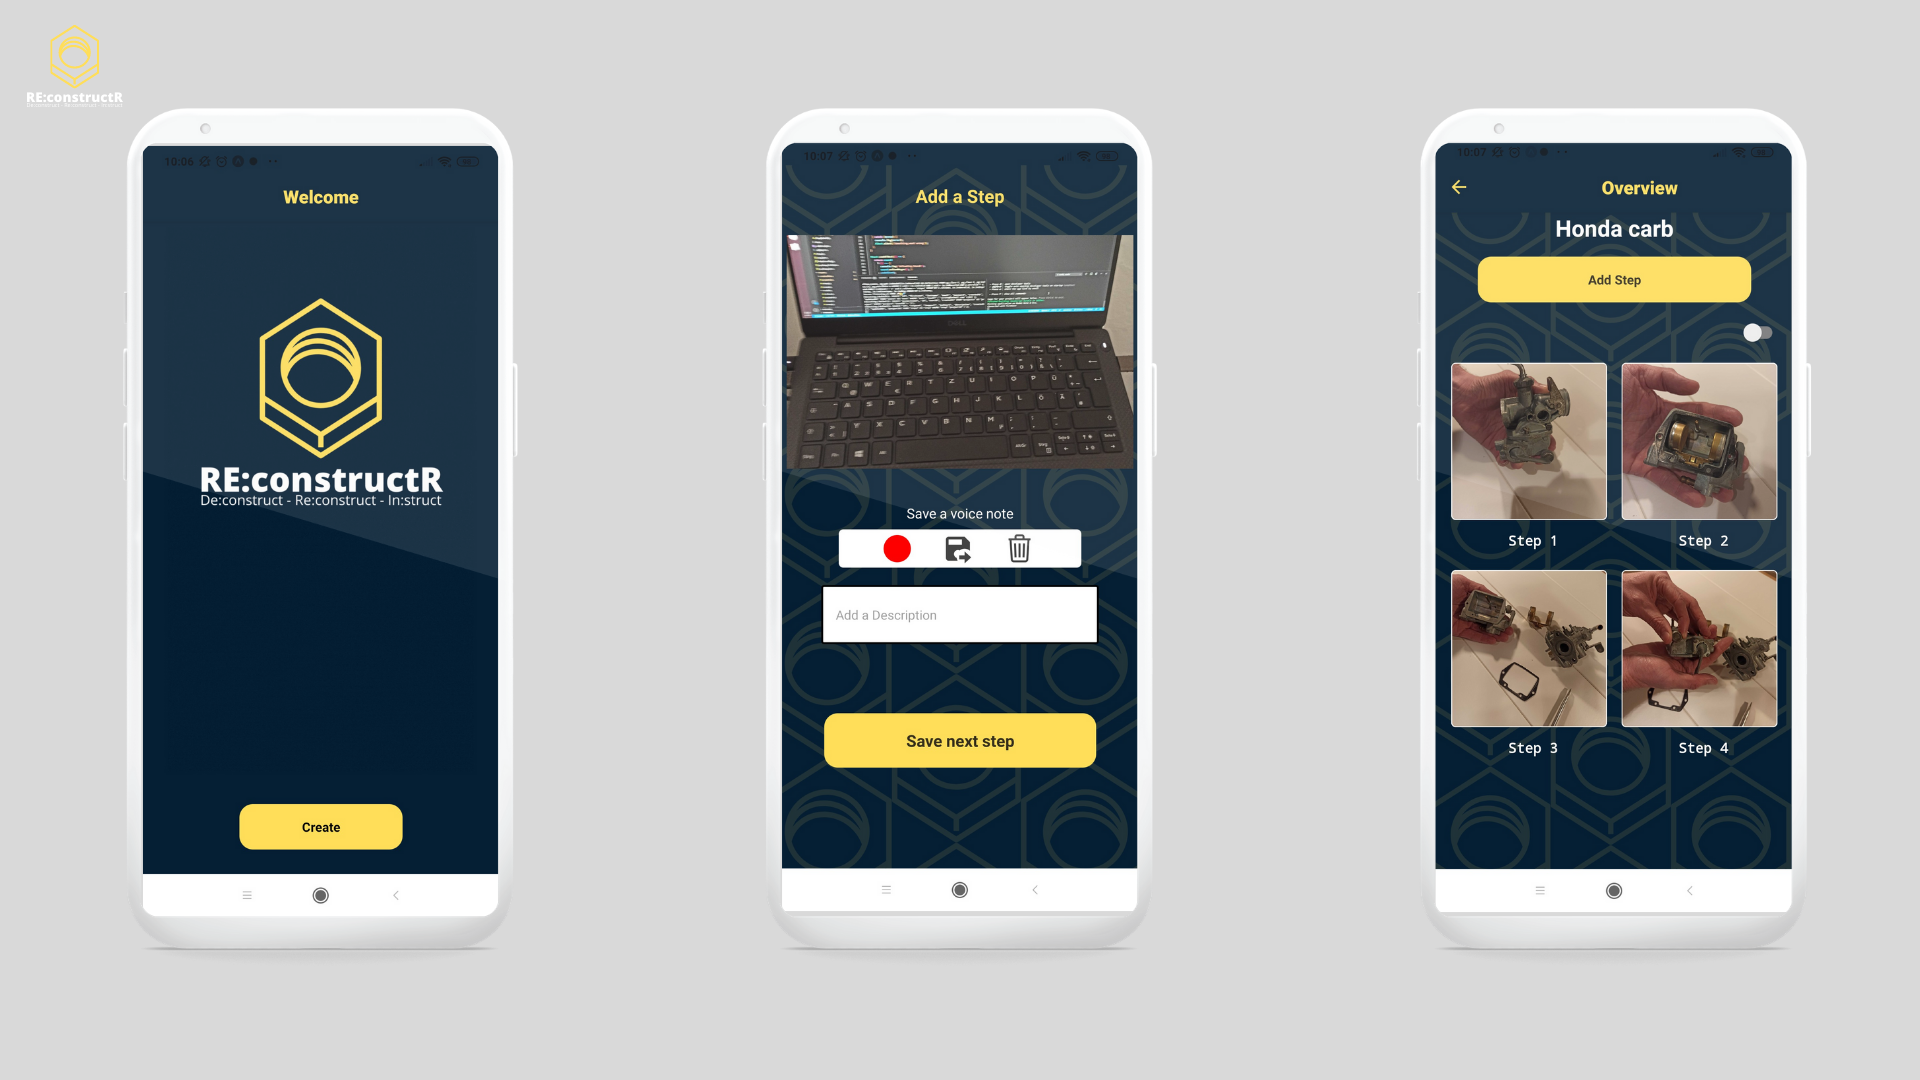 RE:constructR
10:06
Welcome
RE:constructR
De:construct - Re:construct - In:struct
Create
10:07
Add a Step
DELL
Save a voice note
Add a Description
Save next step
10:07
Overview
Honda carb
Add Step
Step 1
Step 2
Step 3
Step 4